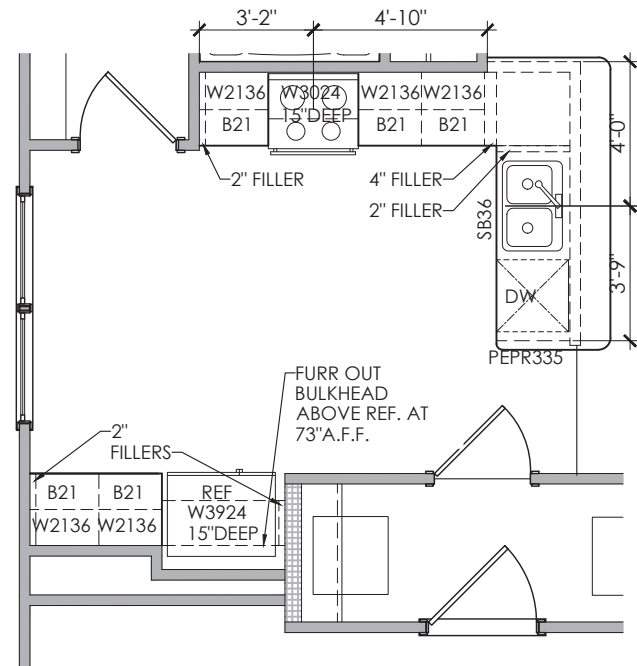 3'-2" 4'-10"
W2136 W3024 W2136 W2136
15"DEEP
B21 B21 B21
4'-0"
2" FILLER 4" FILLER
2" FILLER
SB36
3'-9"
DW
PEPR335
FURR OUT
BULKHEAD
ABOVE REF. AT
73"A.F.F.
2"
FILLERS
B21 B21 REF
W2136 W2136 W3924
15"DEEP